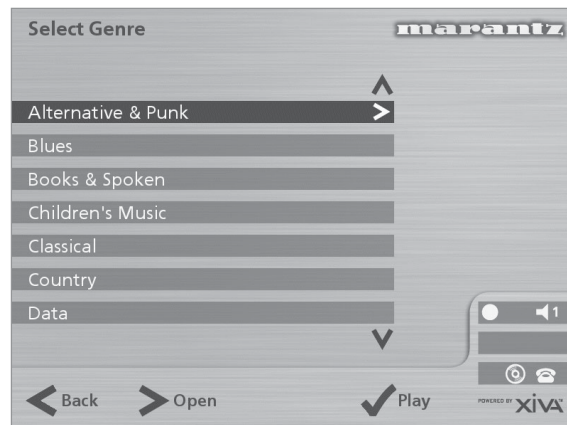 Select Genre
marantz
Alternative & Punk
Blues
Books & Spoken
Children's Music
Classical
Country
Data
1
Back Open Play
POWERED BY XiVA™